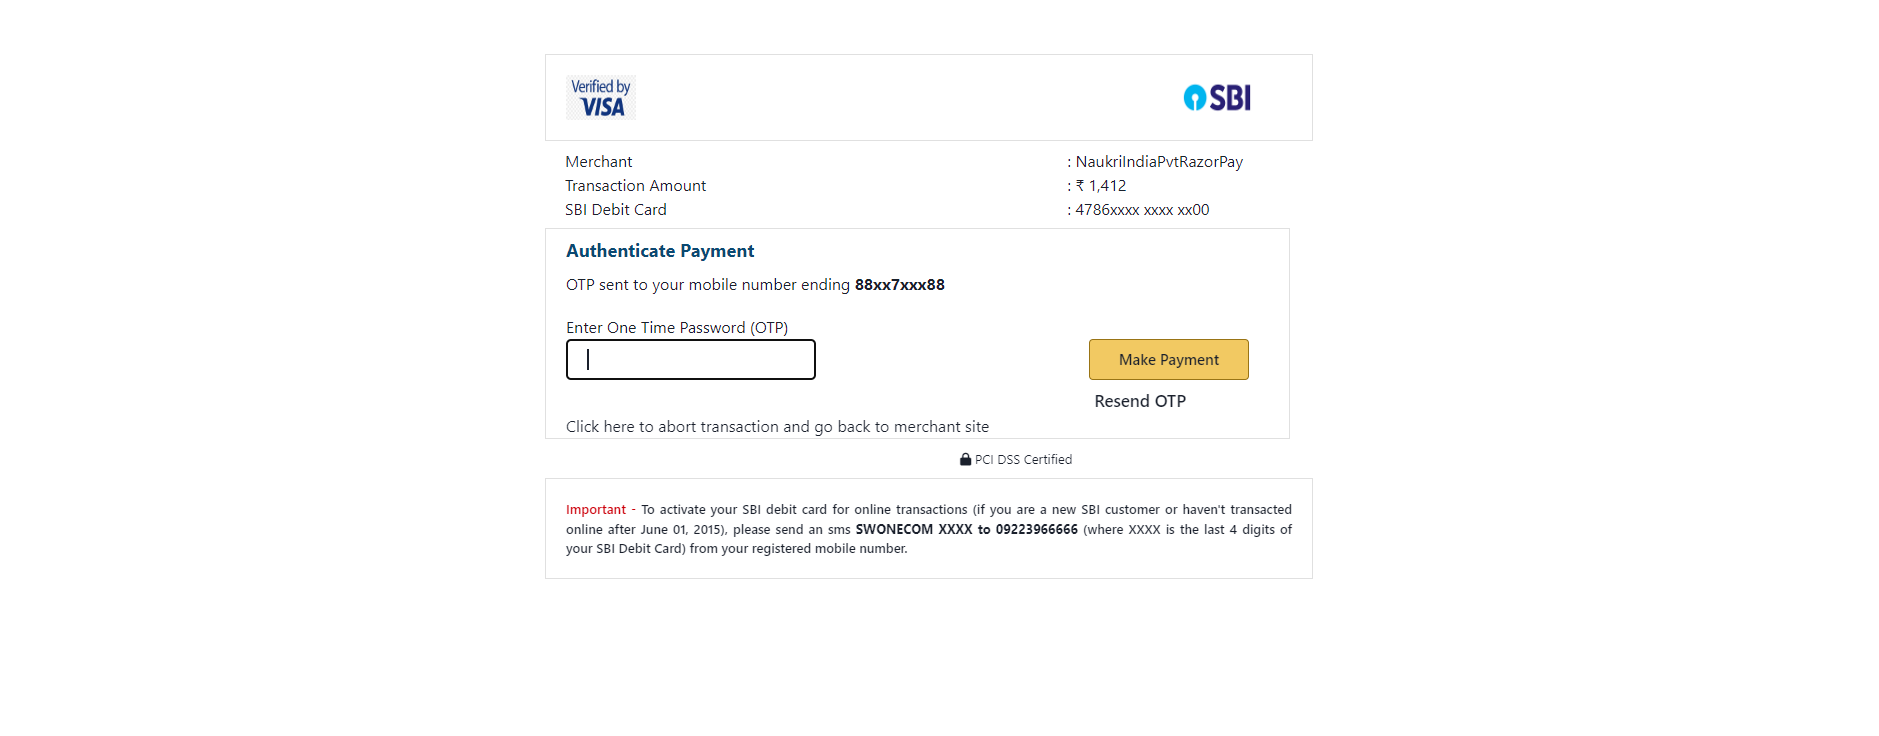 Verified by
VISA
SBI
Merchant : NaukriIndiaPvtRazorPay
Transaction Amount : ₹ 1,412
SBI Debit Card : 4786xxxx xxxx xx00
Authenticate Payment
OTP sent to your mobile number ending 88xx7xxx88
Enter One Time Password (OTP)
Make Payment
Resend OTP
Click here to abort transaction and go back to merchant site
PCI DSS Certified
Important - To activate your SBI debit card for online transactions (if you are a new SBI customer or haven't transacted
online after June 01, 2015), please send an sms SWONECOM XXXX to 09223966666 (where XXXX is the last 4 digits of
your SBI Debit Card) from your registered mobile number.